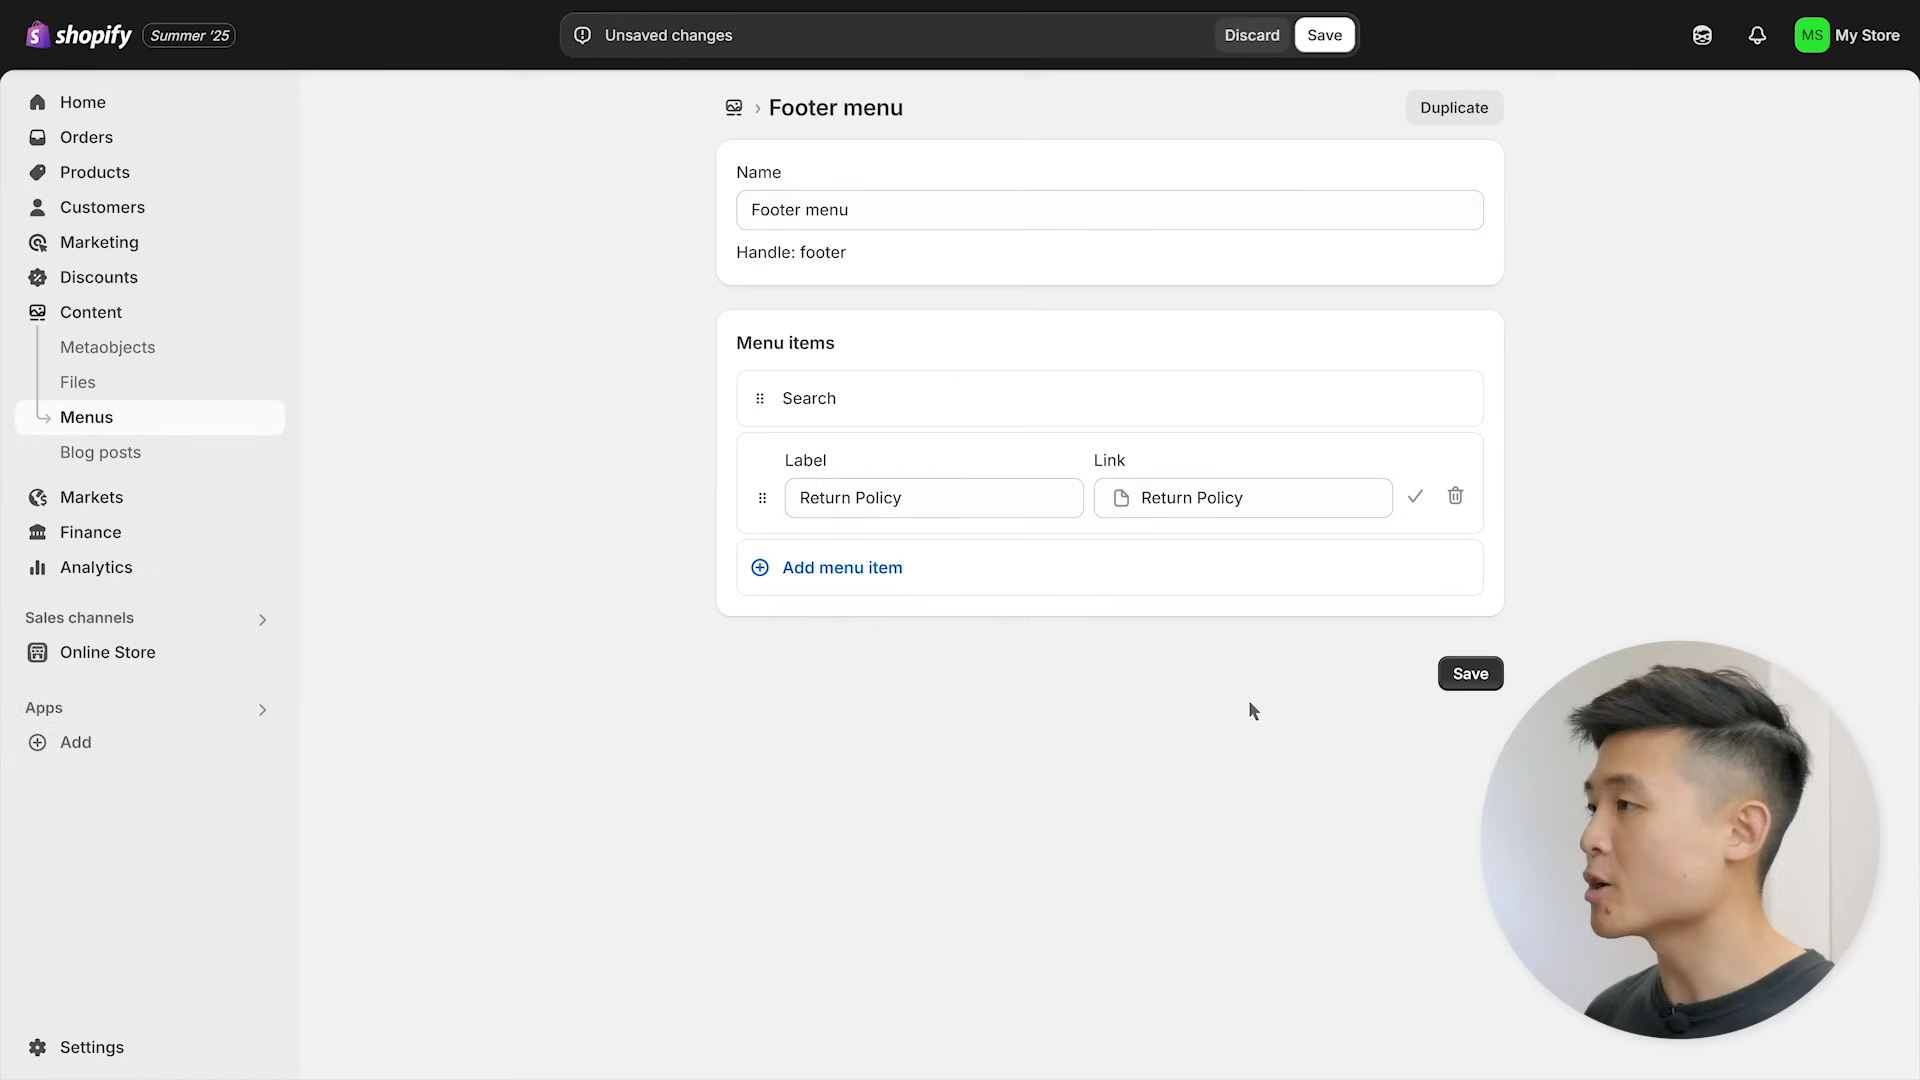 shopify Summer '25
Unsaved changes Discard Save
MS My Store
Home
Orders
Products
Customers
Marketing
Discounts
Content
Metaobjects
Files
Menus
Blog posts
Markets
Finance
Analytics
Sales channels
Online Store
Apps
Add
Settings
Footer menu Duplicate
Name
Footer menu
Handle: footer
Menu items
Search
Label Link
Return Policy Return Policy
Add menu item
Save